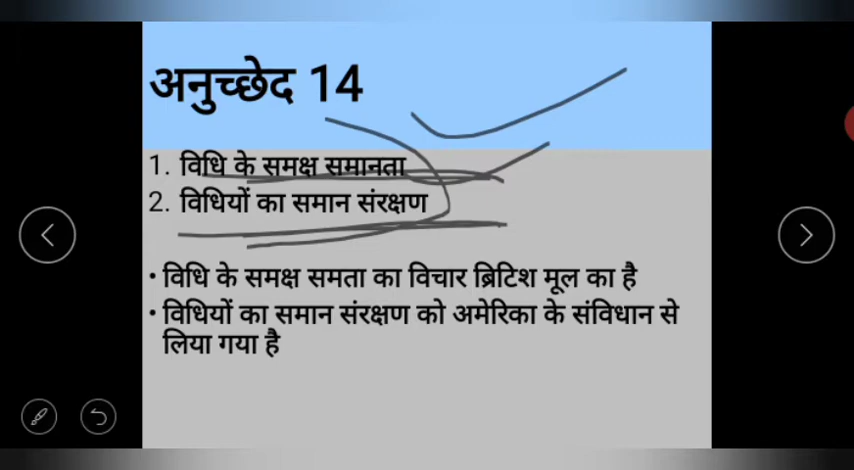 अनुच्छेद 14
1. विधि के समक्ष समानता
2. विधियों का समान संरक्षण
• विधि के समक्ष समता का विचार ब्रिटिश मूल का है
• विधियों का समान संरक्षण को अमेरिका के संविधान से
लिया गया है